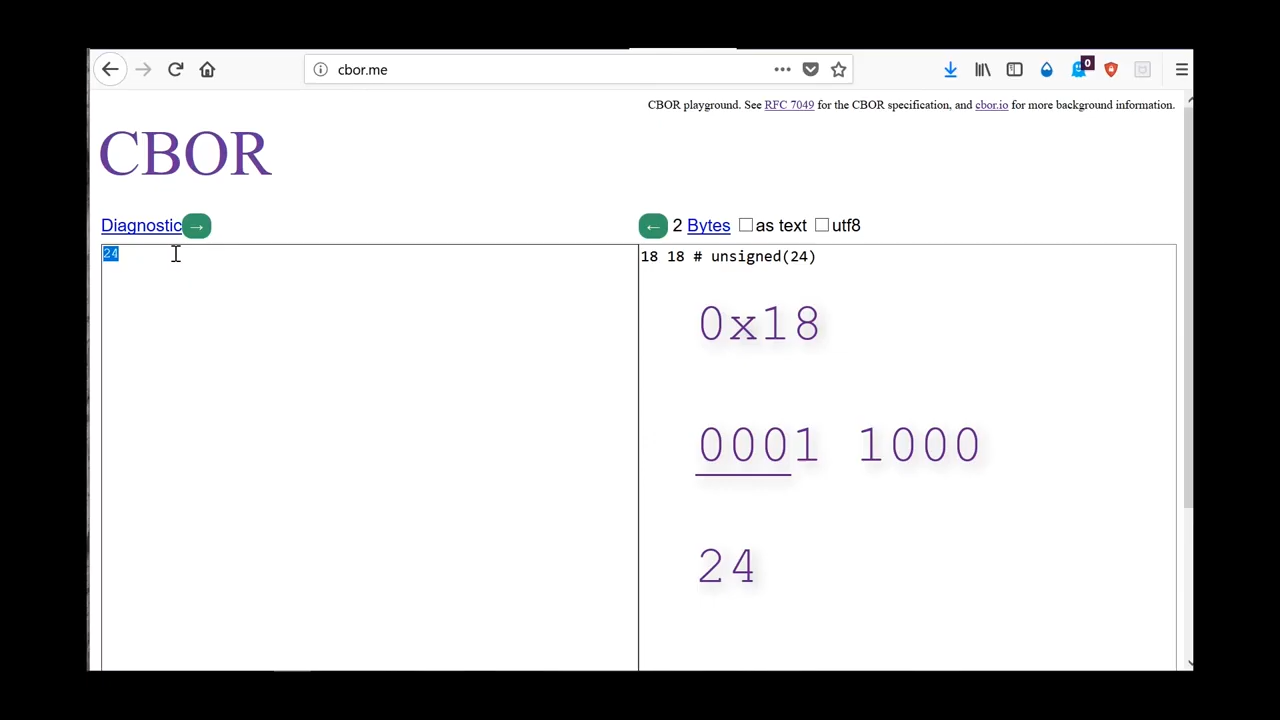 cbor.me
0
CBOR playground. See RFC 7049 for the CBOR specification, and cbor.io for more background information.
CBOR
Diagnostic →
← 2 Bytes as text utf8
24
18 18 # unsigned(24)
0x18
0001 1000
24